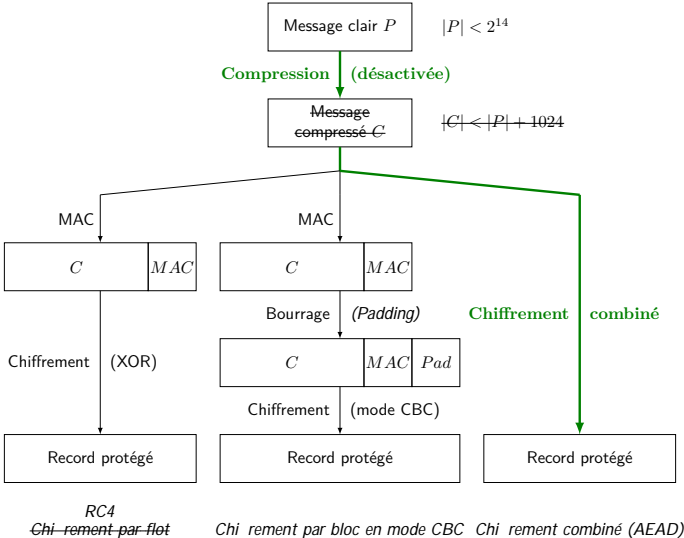 Message clair P
|P| < 2^14
Compression (désactivée)
Message
compressé C
|C| < |P| + 1024
MAC
MAC
C MAC
C MAC
Bourrage (Padding)
Chiffrement combiné
Chiffrement (XOR)
C MAC Pad
Chiffrement (mode CBC)
Record protégé
Record protégé
Record protégé
RC4
Chi rement par flot
Chi rement par bloc en mode CBC
Chi rement combiné (AEAD)